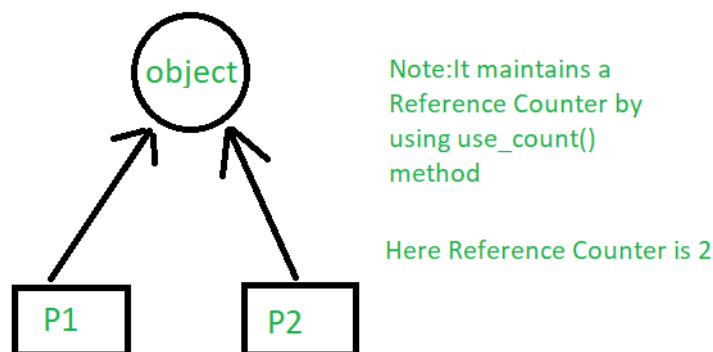 object
Note:It maintains a
Reference Counter by
using use_count()
method
Here Reference Counter is 2
P1
P2